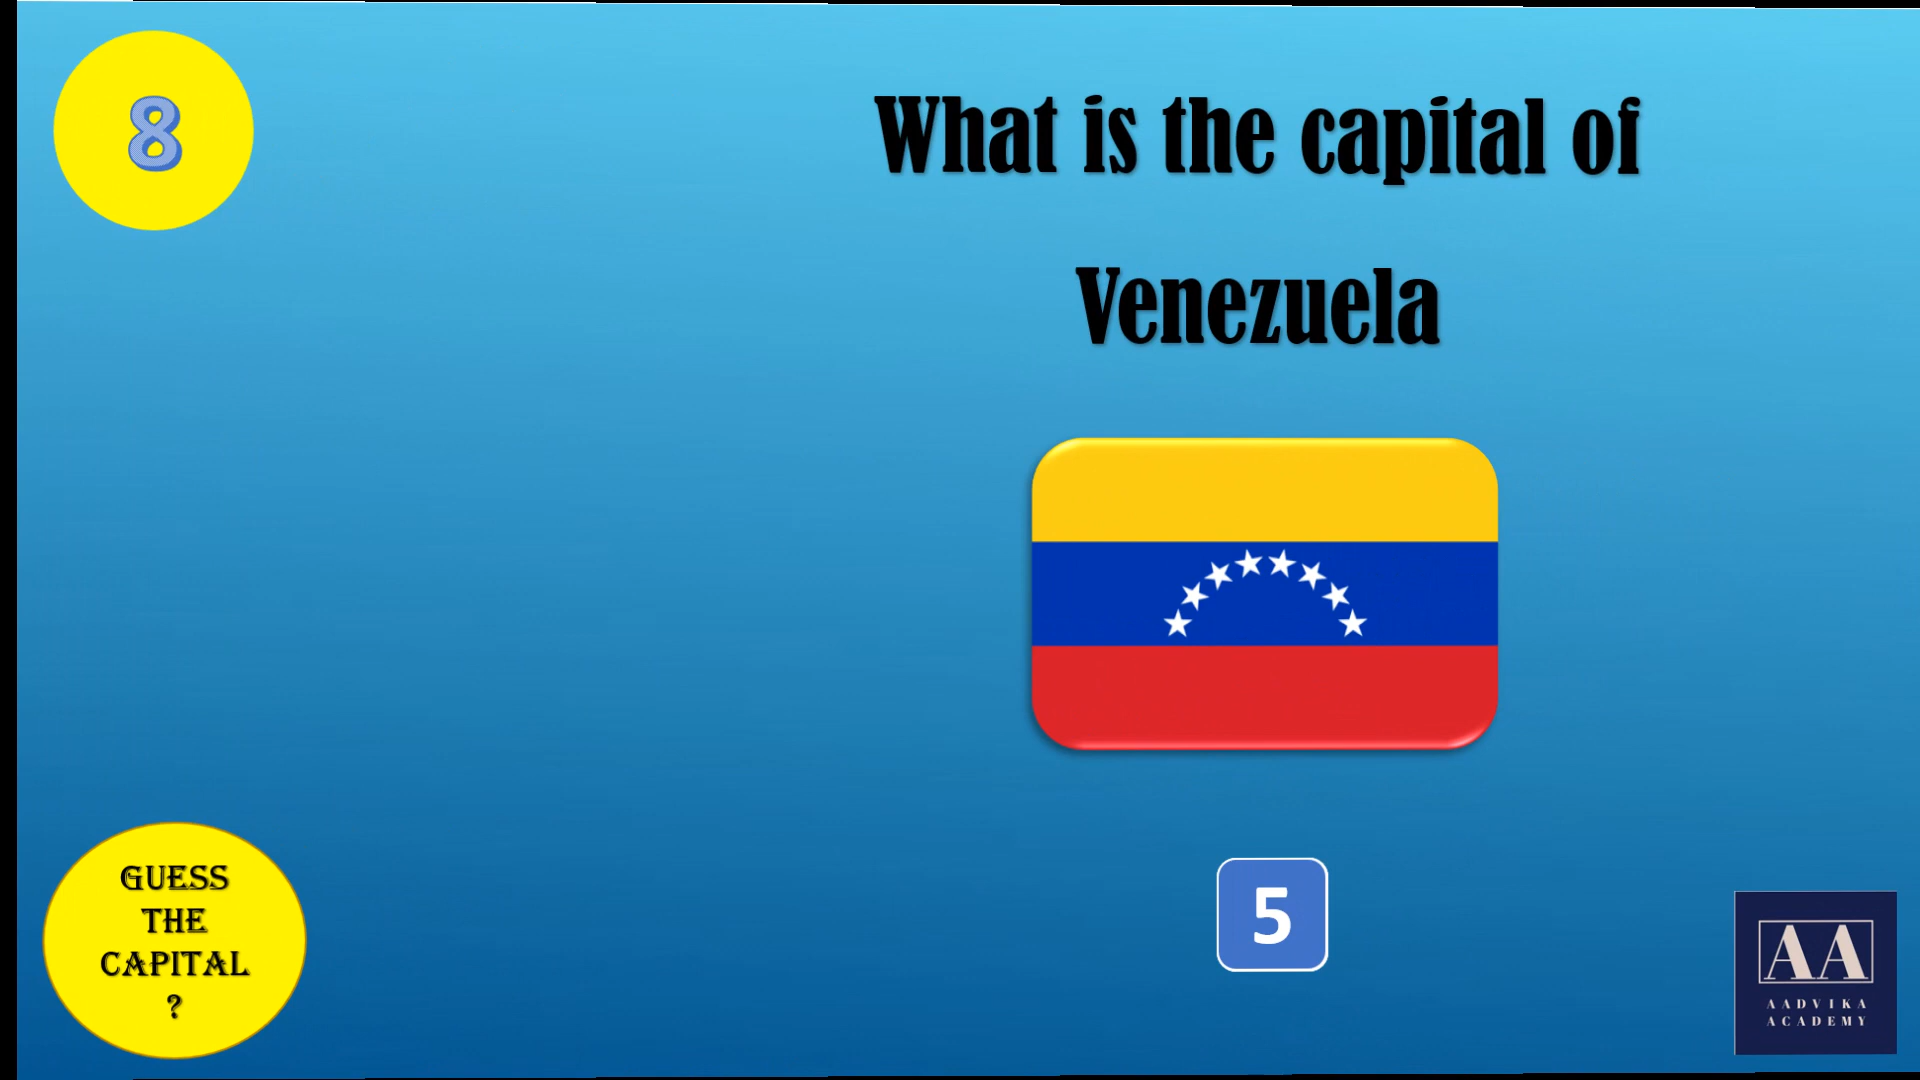 8
What is the capital of
Venezuela
5
GUESS
THE
CAPITAL
?
AA
AADVIKA
ACADEMY